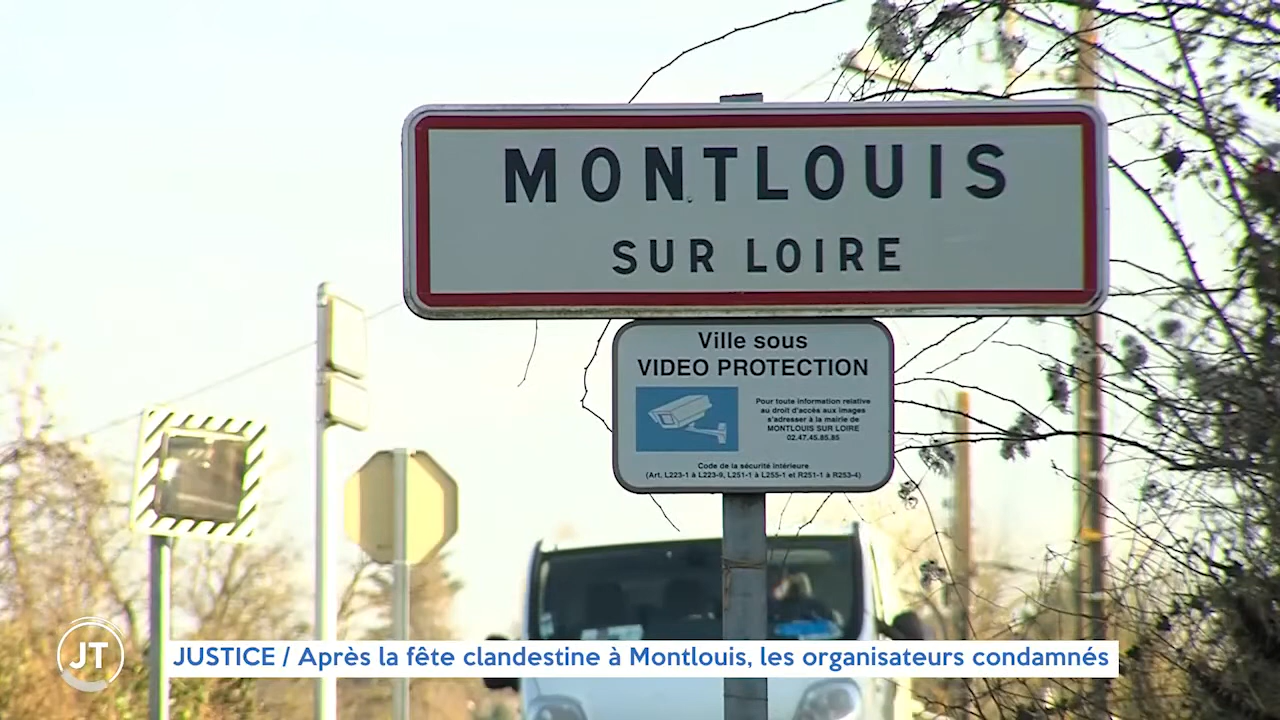 MONTLOUIS
SUR LOIRE
Ville sous
VIDEO PROTECTION
Pour toute information relative
au droit d'accès aux images
s'adresser à la mairie de
MONTLOUIS SUR LOIRE
02.47.45.85.85
Code de la sécurité intérieure
(Art. L223-1 à L223-9, L251-1 à L255-1 et R251-1 à R253-4)
JT
JUSTICE / Après la fête clandestine à Montlouis, les organisateurs condamnés